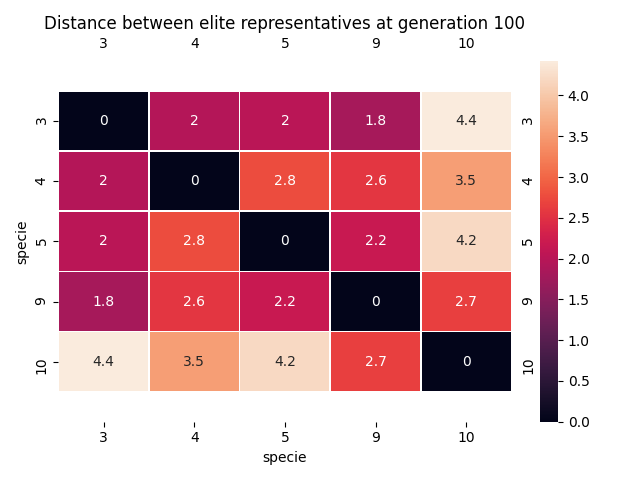 Distance between elite representatives at generation 100
3 4 5 9 10
3 0 2 2 1.8 4.4 3
4 2 0 2.8 2.6 3.5 4
5 2 2.8 0 2.2 4.2 5
9 1.8 2.6 2.2 0 2.7 9
10 4.4 3.5 4.2 2.7 0 10
3 4 5 9 10
specie
specie
4.0
3.5
3.0
2.5
2.0
1.5
1.0
0.5
0.0